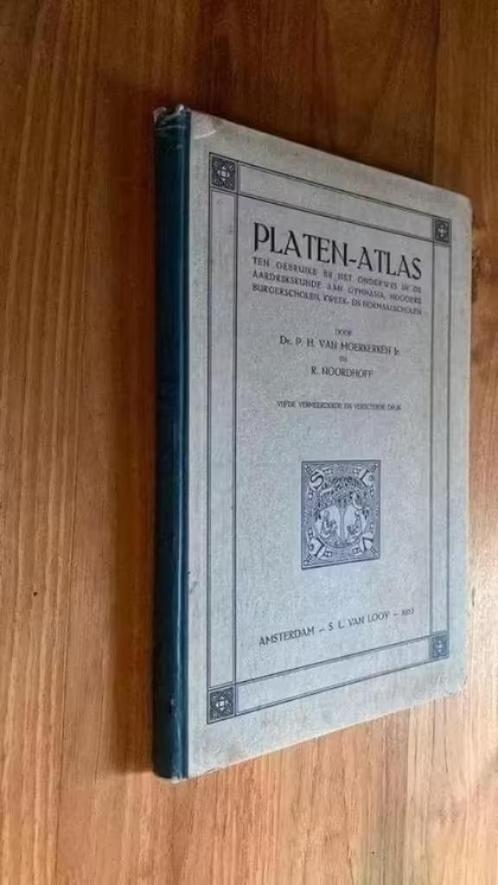 PLATEN-ATLAS
TEN GEBRUIKE BIJ HET ONDERWIJS IN DE
AARDRIJKSKUNDE AAN GYMNASIA, HOOGERE
BURGERSCHOLEN, KWEEK- EN NORMAALSCHOLEN
DOOR
Dr. P. H. VAN MOERKERKEN Jr.
EN
R. NOORDHOFF
VIJFDE VERMEERDERDE EN VERBETERDE DRUK
S L
V L
AMSTERDAM – S. L. VAN LOOY –